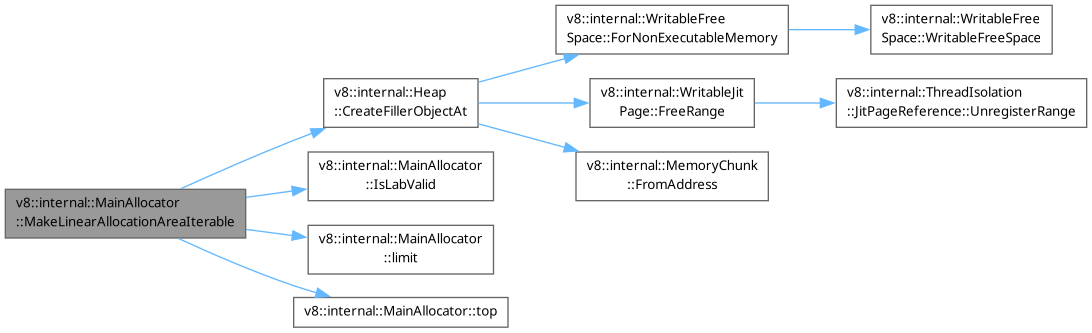 v8::internal::WritableFree
Space::ForNonExecutableMemory
v8::internal::WritableFree
Space::WritableFreeSpace
v8::internal::Heap
::CreateFillerObjectAt
v8::internal::WritableJit
Page::FreeRange
v8::internal::ThreadIsolation
::JitPageReference::UnregisterRange
v8::internal::MainAllocator
::IsLabValid
v8::internal::MemoryChunk
::FromAddress
v8::internal::MainAllocator
::MakeLinearAllocationAreaIterable
v8::internal::MainAllocator
::limit
v8::internal::MainAllocator::top